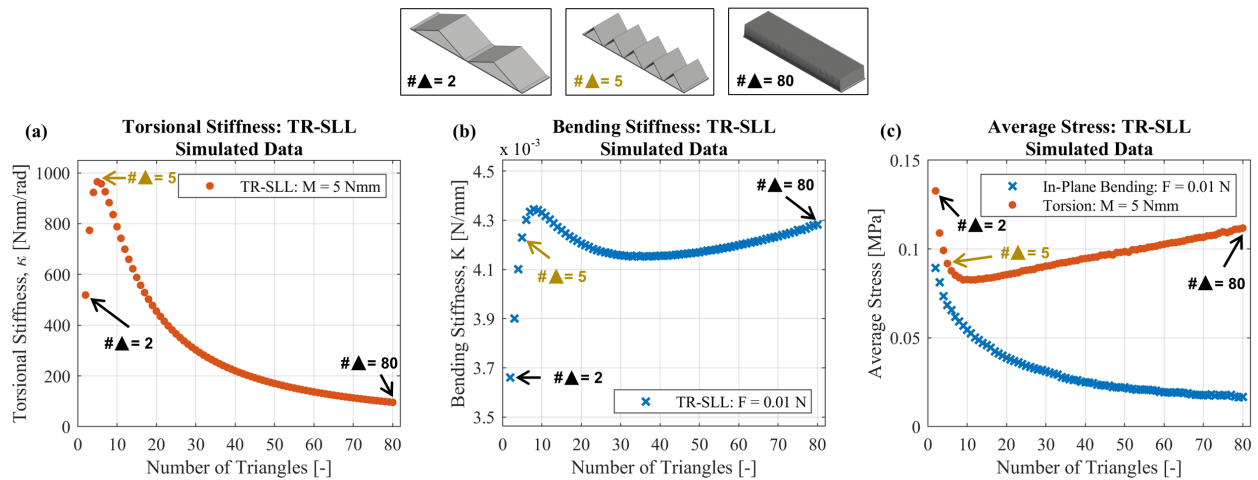 #▲= 2
#▲= 5
#▲= 80
(a)
Torsional Stiffness: TR-SLL
Simulated Data
1000
800
600
400
200
0
0 10 20 30 40 50 60 70 80
Torsional Stiffness, κ [Nmm/rad]
Number of Triangles [-]
TR-SLL: M = 5 Nmm
#▲= 5
#▲= 2
#▲= 80
(b)
Bending Stiffness: TR-SLL
Simulated Data
× 10⁻³
4.5
4.3
4.1
3.9
3.7
3.5
0 10 20 30 40 50 60 70 80
Bending Stiffness, K [N/mm]
Number of Triangles [-]
#▲= 80
#▲= 5
#▲= 2
TR-SLL: F = 0.01 N
(c)
Average Stress: TR-SLL
Simulated Data
0.15
0.1
0.05
0
0 10 20 30 40 50 60 70 80
Average Stress [MPa]
Number of Triangles [-]
In-Plane Bending: F = 0.01 N
Torsion: M = 5 Nmm
#▲= 2
#▲= 5
#▲= 80